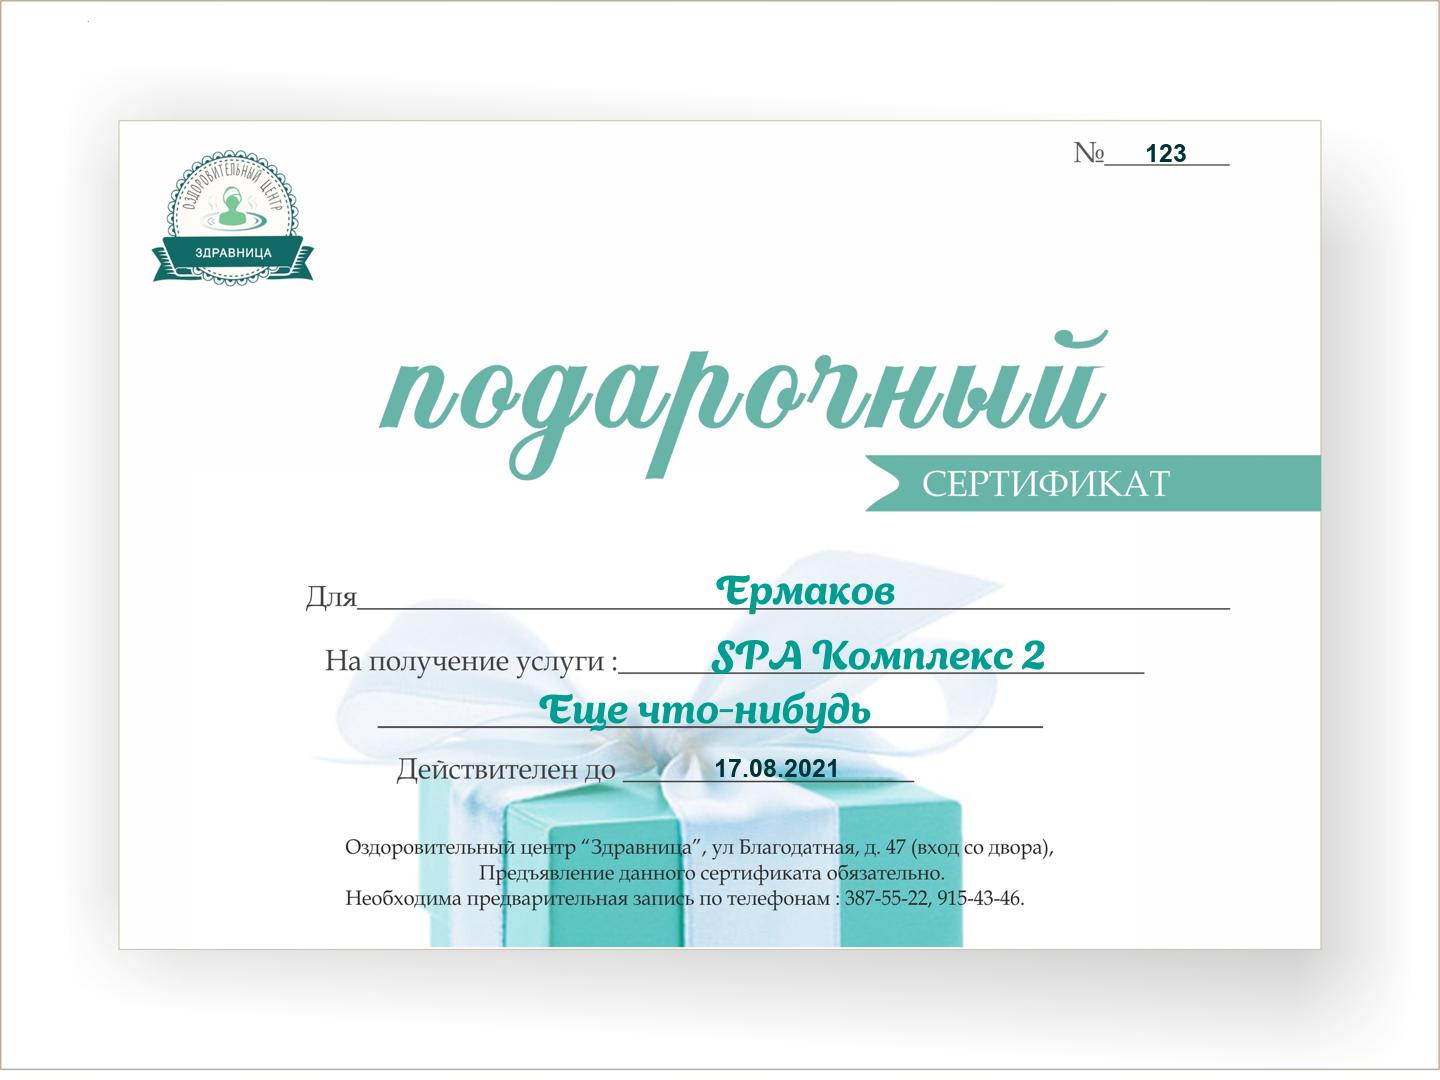 № 123
ОЗДОРОВИТЕЛЬНЫЙ ЦЕНТР
ЗДРАВНИЦА
подарочный
СЕРТИФИКАТ
Для Ермаков
На получение услуги : SPA Комплекс 2
Еще что-нибудь
Действителен до 17.08.2021
Оздоровительный центр “Здравница”, ул Благодатная, д. 47 (вход со двора),
Предъявление данного сертификата обязательно.
Необходима предварительная запись по телефонам : 387-55-22, 915-43-46.